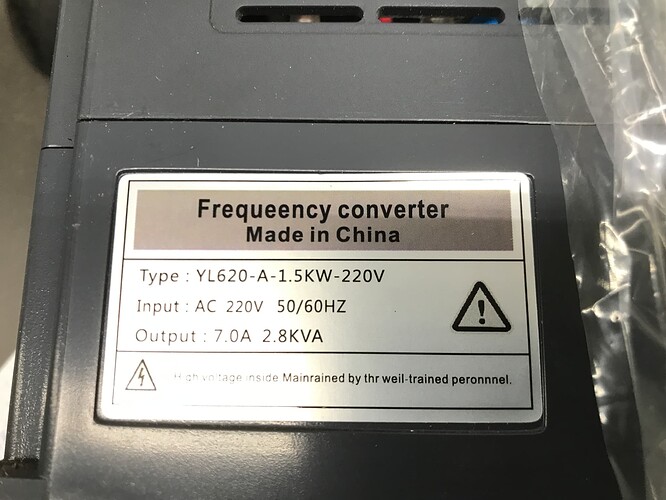 Frequeency converter
Made in China
Type : YL620-A-1.5KW-220V
Input : AC 220V 50/60HZ
Output : 7.0A 2.8KVA
High voltage inside Mainrained by thr weil-trained peronnnel.